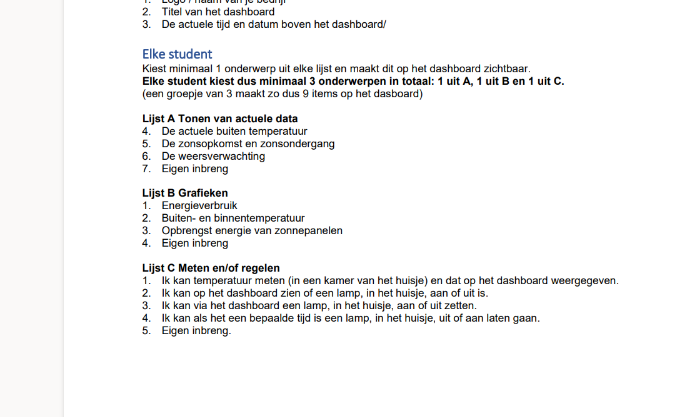 2. Titel van het dashboard
3. De actuele tijd en datum boven het dashboard/
Elke student
Kiest minimaal 1 onderwerp uit elke lijst en maakt dit op het dashboard zichtbaar.
Elke student kiest dus minimaal 3 onderwerpen in totaal: 1 uit A, 1 uit B en 1 uit C.
(een groepje van 3 maakt zo dus 9 items op het dasboard)
Lijst A Tonen van actuele data
4. De actuele buiten temperatuur
5. De zonsopkomst en zonsondergang
6. De weersverwachting
7. Eigen inbreng
Lijst B Grafieken
1. Energieverbruik
2. Buiten- en binnentemperatuur
3. Opbrengst energie van zonnepanelen
4. Eigen inbreng
Lijst C Meten en/of regelen
1. Ik kan temperatuur meten (in een kamer van het huisje) en dat op het dashboard weergegeven.
2. Ik kan op het dashboard zien of een lamp, in het huisje, aan of uit is.
3. Ik kan via het dashboard een lamp, in het huisje, aan of uit zetten.
4. Ik kan als het een bepaalde tijd is een lamp, in het huisje, uit of aan laten gaan.
5. Eigen inbreng.